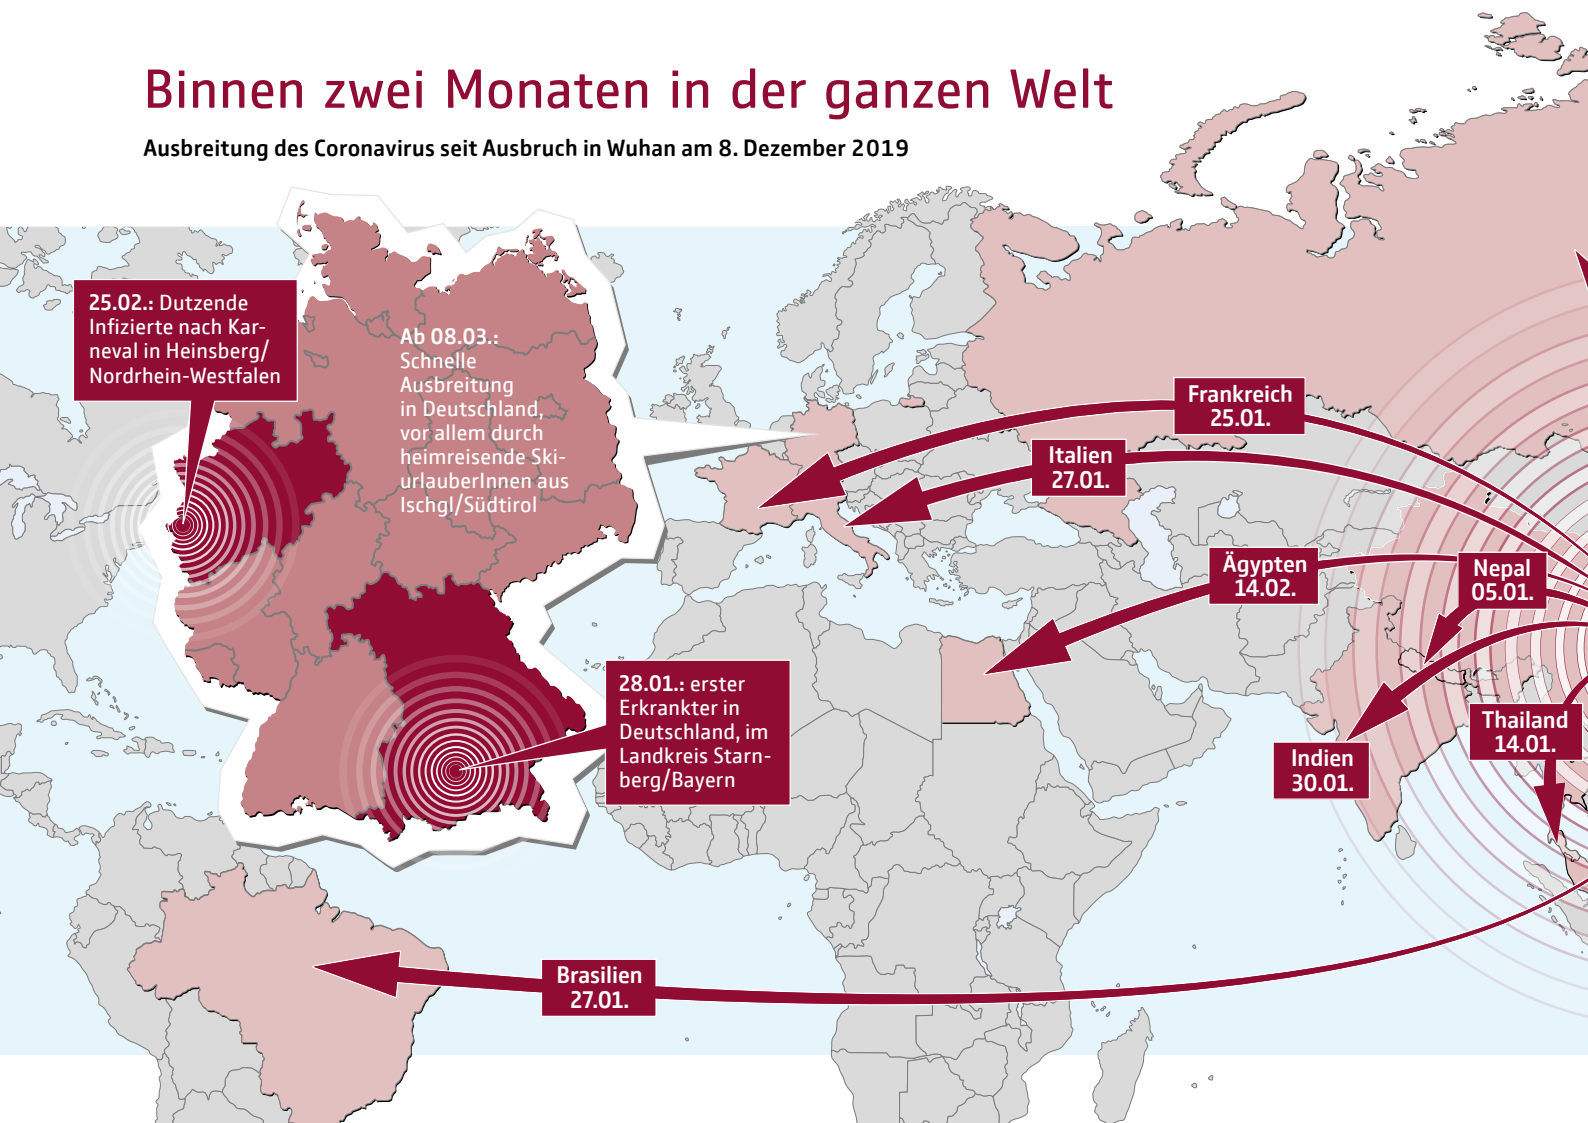 Binnen zwei Monaten in der ganzen Welt
Ausbreitung des Coronavirus seit Ausbruch in Wuhan am 8. Dezember 2019
25.02.: Dutzende
Infizierte nach Kar-
neval in Heinsberg/
Nordrhein-Westfalen
Ab 08.03.:
Schnelle
Ausbreitung
in Deutschland,
vor allem durch
heimreisende Ski-
urlauberInnen aus
Ischgl/Südtirol
28.01.: erster
Erkrankter in
Deutschland, im
Landkreis Starn-
berg/Bayern
Frankreich
25.01.
Italien
27.01.
Ägypten
14.02.
Nepal
05.01.
Thailand
14.01.
Indien
30.01.
Brasilien
27.01.